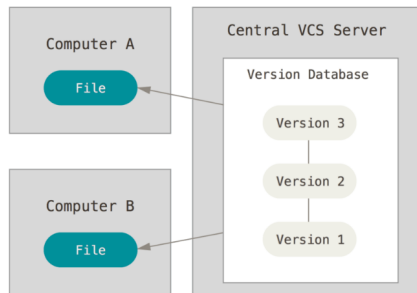 Computer A
File
Computer B
File
Central VCS Server
Version Database
Version 3
Version 2
Version 1